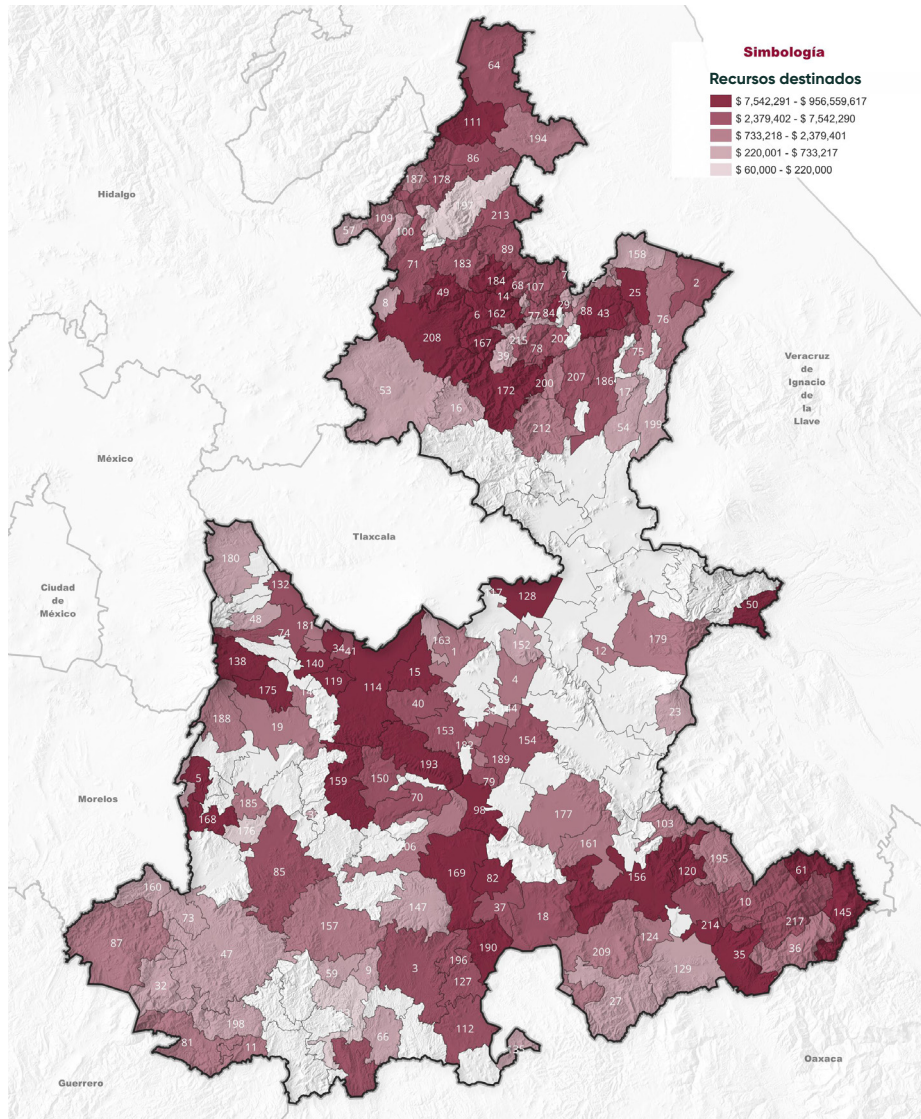 Simbología
Recursos destinados
$ 7,542,291 - $ 956,559,617
$ 2,379,402 - $ 7,542,290
$ 733,218 - $ 2,379,401
$ 220,001 - $ 733,217
$ 60,000 - $ 220,000
64
111
194
86
Hidalgo
187 178
197
109 213
57 100
89 158
71 183
184 68 107 2
49 14 25
8 29
6 162 77 84 88 43 76
208 167 215 202
39 78 75
172 200 207 186 17
53
16
212 54 199
Veracruz
de
Ignacio
de
la
Llave
México
Tlaxcala
180
Ciudad
de
México
132 128 50
48 181
74 34 41 163 1 152 179
138 140 12
175 119 114 15 4
40 23
188 19 153 154
182
193 189
5 159 150 79
Morelos
185 70 98 177
168 103
176 161
85 169 82 156 120 195 61
160 147 37 10
73 18 217 145
157 214
87 47 190 124
209 35 36
59 9 3 196
32 127 129
27
198 112
81 11 66
Guerrero
Oaxaca